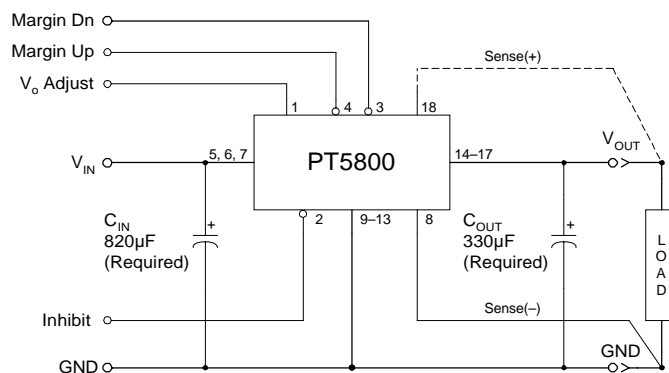 Margin Dn
Margin Up
Vo Adjust
Sense(+)
1
4
3
18
VOUT
VIN
5, 6, 7
PT5800
14–17
2
9–13
8
CIN
820µF
(Required)
+
COUT
330µF
(Required)
+
LOAD
Inhibit
Sense(–)
GND
GND